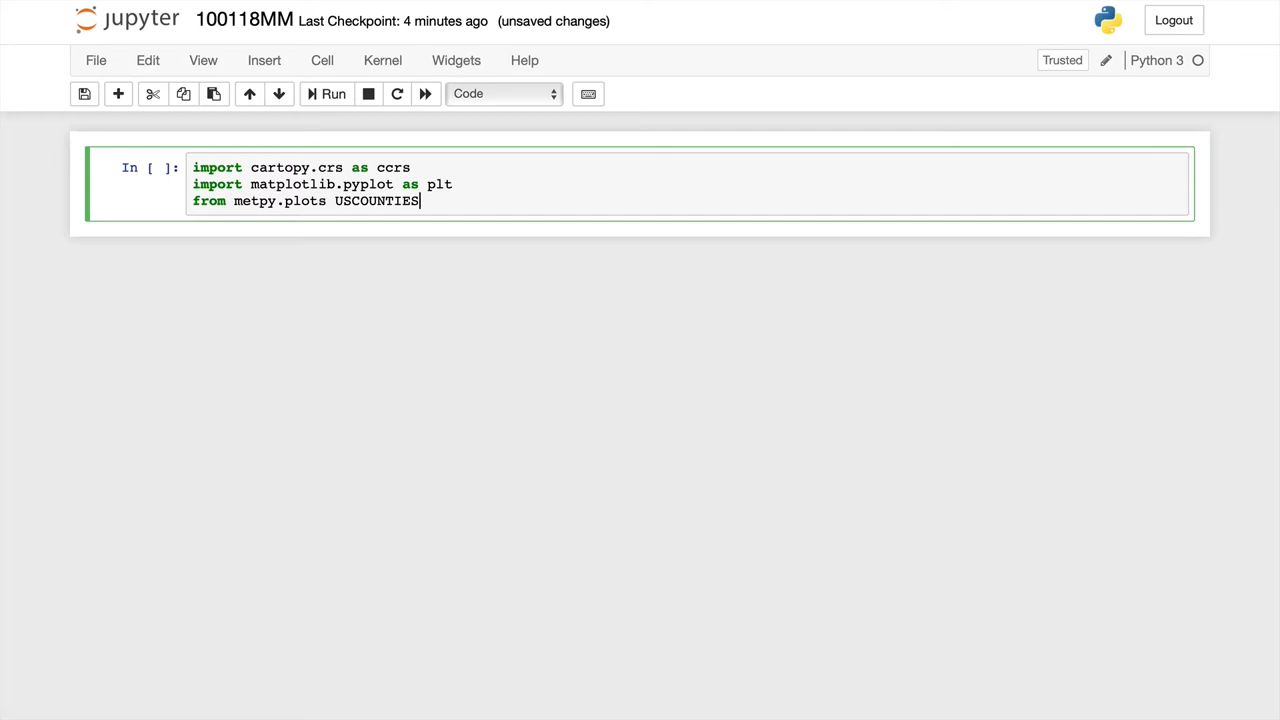 jupyter 100118MM Last Checkpoint: 4 minutes ago (unsaved changes) Logout
File Edit View Insert Cell Kernel Widgets Help Trusted Python 3
Run Code
In [ ]: import cartopy.crs as ccrs
import matplotlib.pyplot as plt
from metpy.plots USCOUNTIES